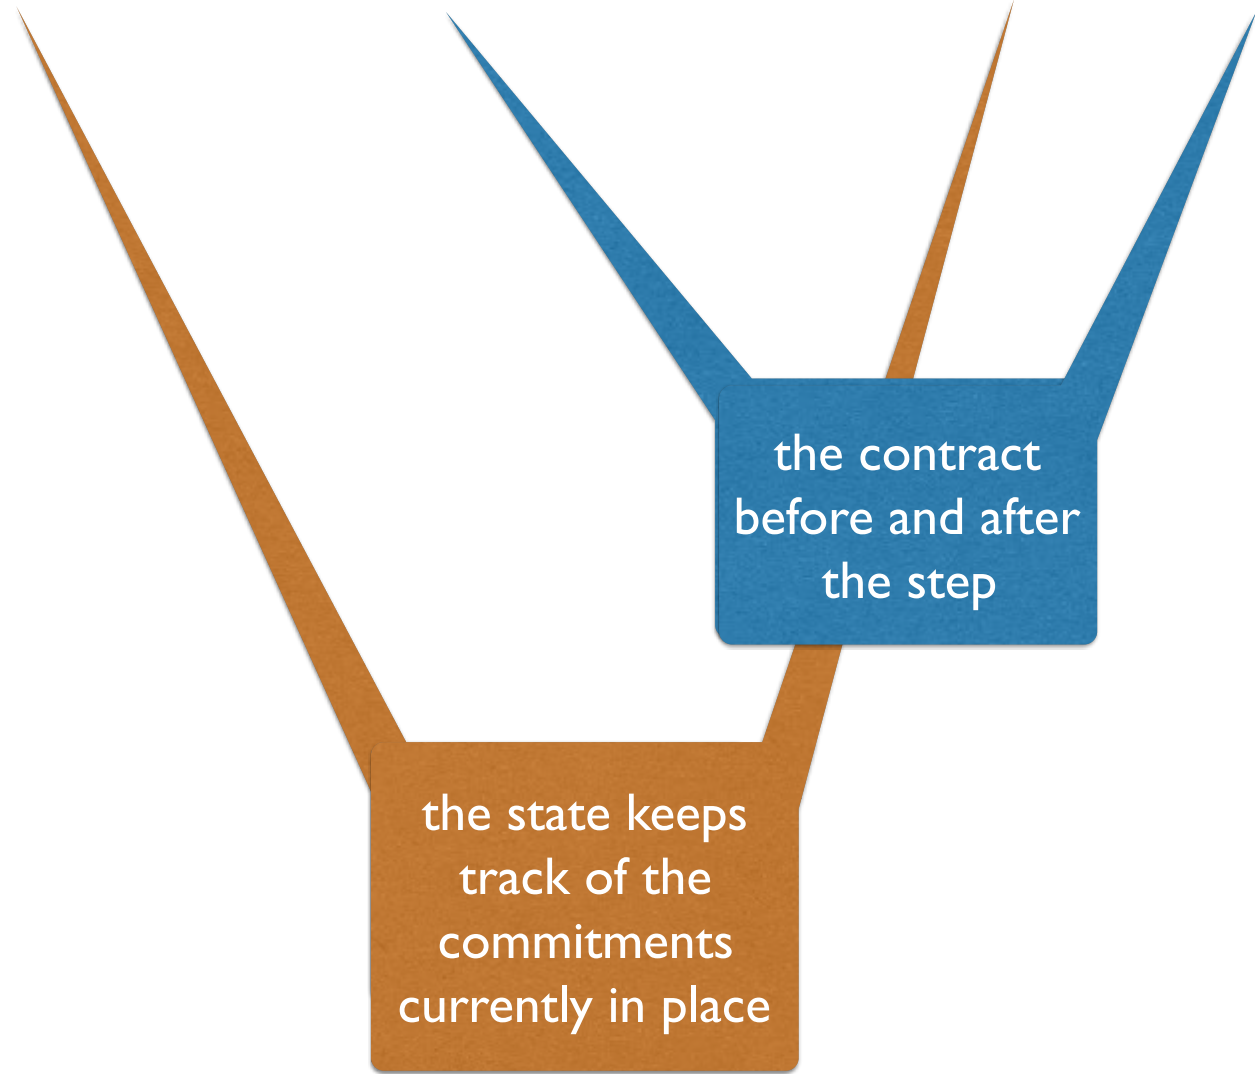 the contract
before and after
the step
the state keeps
track of the
commitments
currently in place